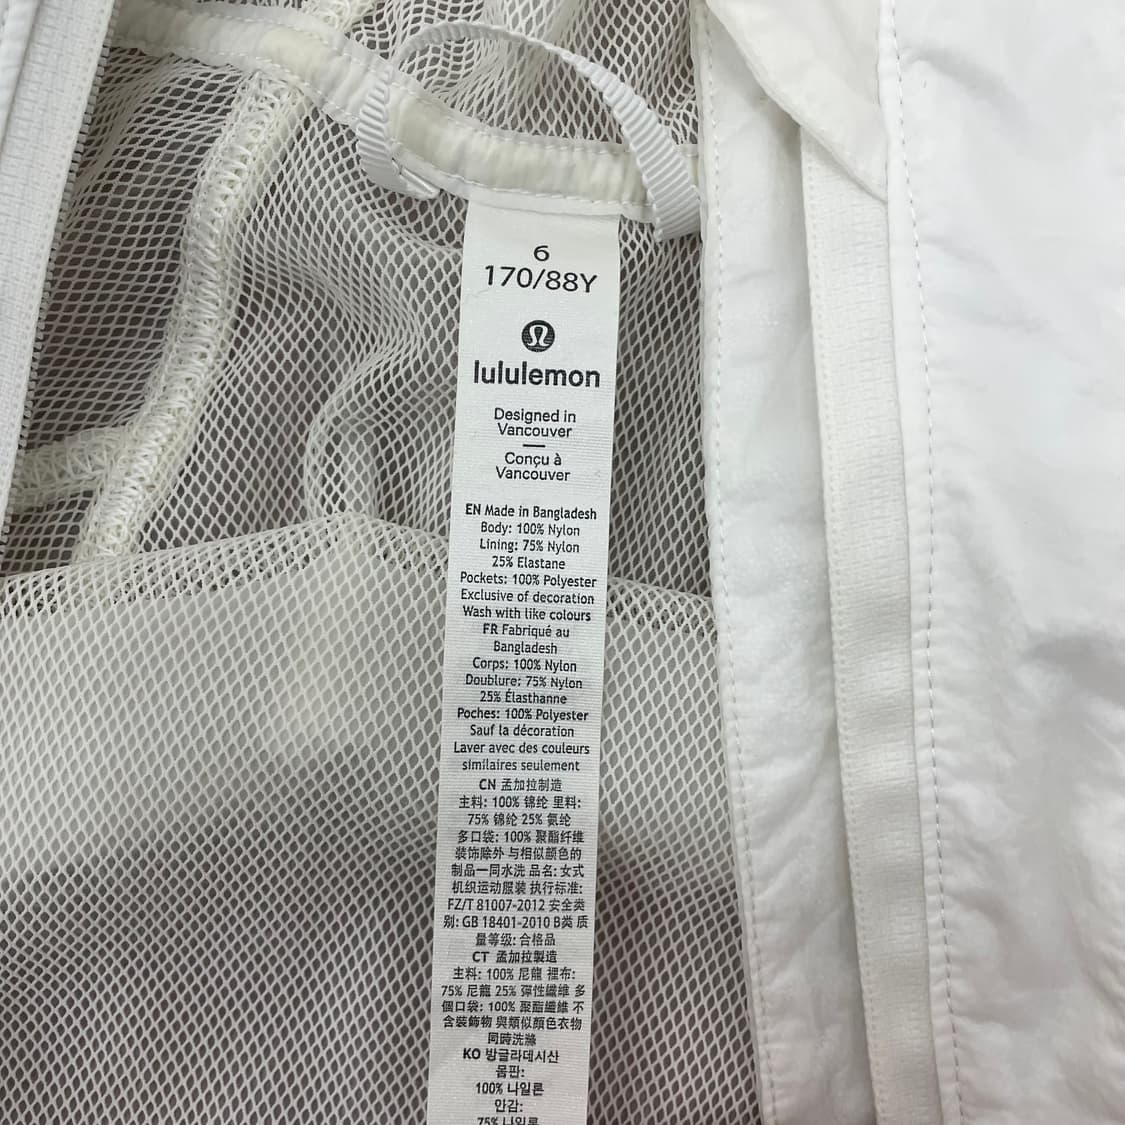 6
170/88Y
lululemon
Designed in
Vancouver
Conçu à
Vancouver
EN Made in Bangladesh
Body: 100% Nylon
Lining: 75% Nylon
25% Elastane
Pockets: 100% Polyester
Exclusive of decoration
Wash with like colours
FR Fabriqué au
Bangladesh
Corps: 100% Nylon
Doublure: 75% Nylon
25% Élasthanne
Poches: 100% Polyester
Sauf la décoration
Laver avec des couleurs
similaires seulement
CN 孟加拉制造
主料: 100% 锦纶 里料:
75% 锦纶 25% 氨纶
多口袋: 100% 聚酯纤维
装饰除外 与相似颜色的
制品一同水洗 品名: 女式
机织运动服装 执行标准:
FZ/T 81007-2012 安全类
别: GB 18401-2010 B类 质
量等级: 合格品
CT 孟加拉製造
主料: 100% 尼龍 裡布:
75% 尼龍 25% 彈性纖維 多
個口袋: 100% 聚酯纖維 不
含裝飾物 與類似顏色衣物
同時洗滌
KO 방글라데시산
몸판:
100% 나일론
안감:
75% 나일론